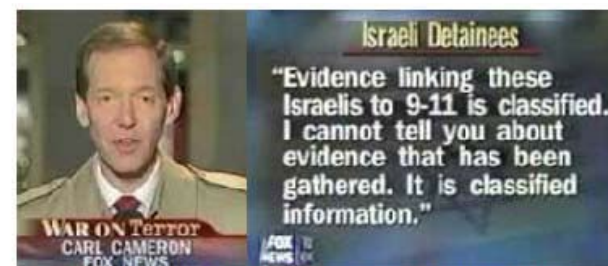 WAR ON Terror
CARL CAMERON
FOX NEWS
Israeli Detainees
“Evidence linking these
Israelis to 9-11 is classified.
I cannot tell you about
evidence that has been
gathered. It is classified
information.”
FOX
NEWS